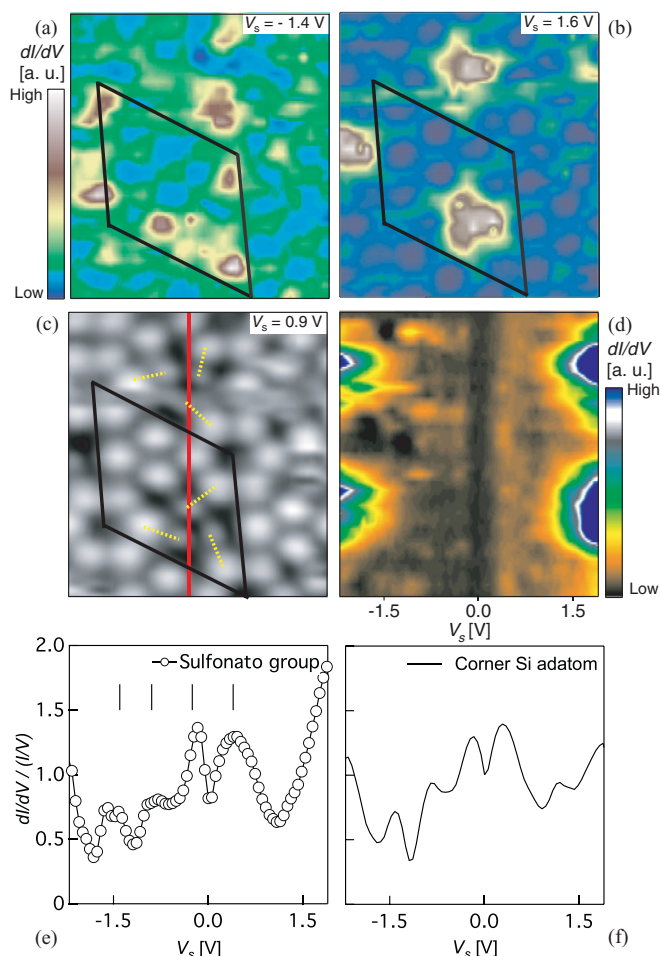 (a)
V_s = - 1.4 V
V_s = 1.6 V
(b)
dI/dV
[a. u.]
High
Low
(c)
V_s = 0.9 V
(d)
dI/dV
[a. u.]
High
Low
-1.5 0.0 1.5
V_s [V]
2.0
1.5
1.0
0.5
0
dI/dV / (I/V)
Sulfonato group
Corner Si adatom
-1.5 0.0 1.5
-1.5 0.0 1.5
(e)
V_s [V]
V_s [V]
(f)